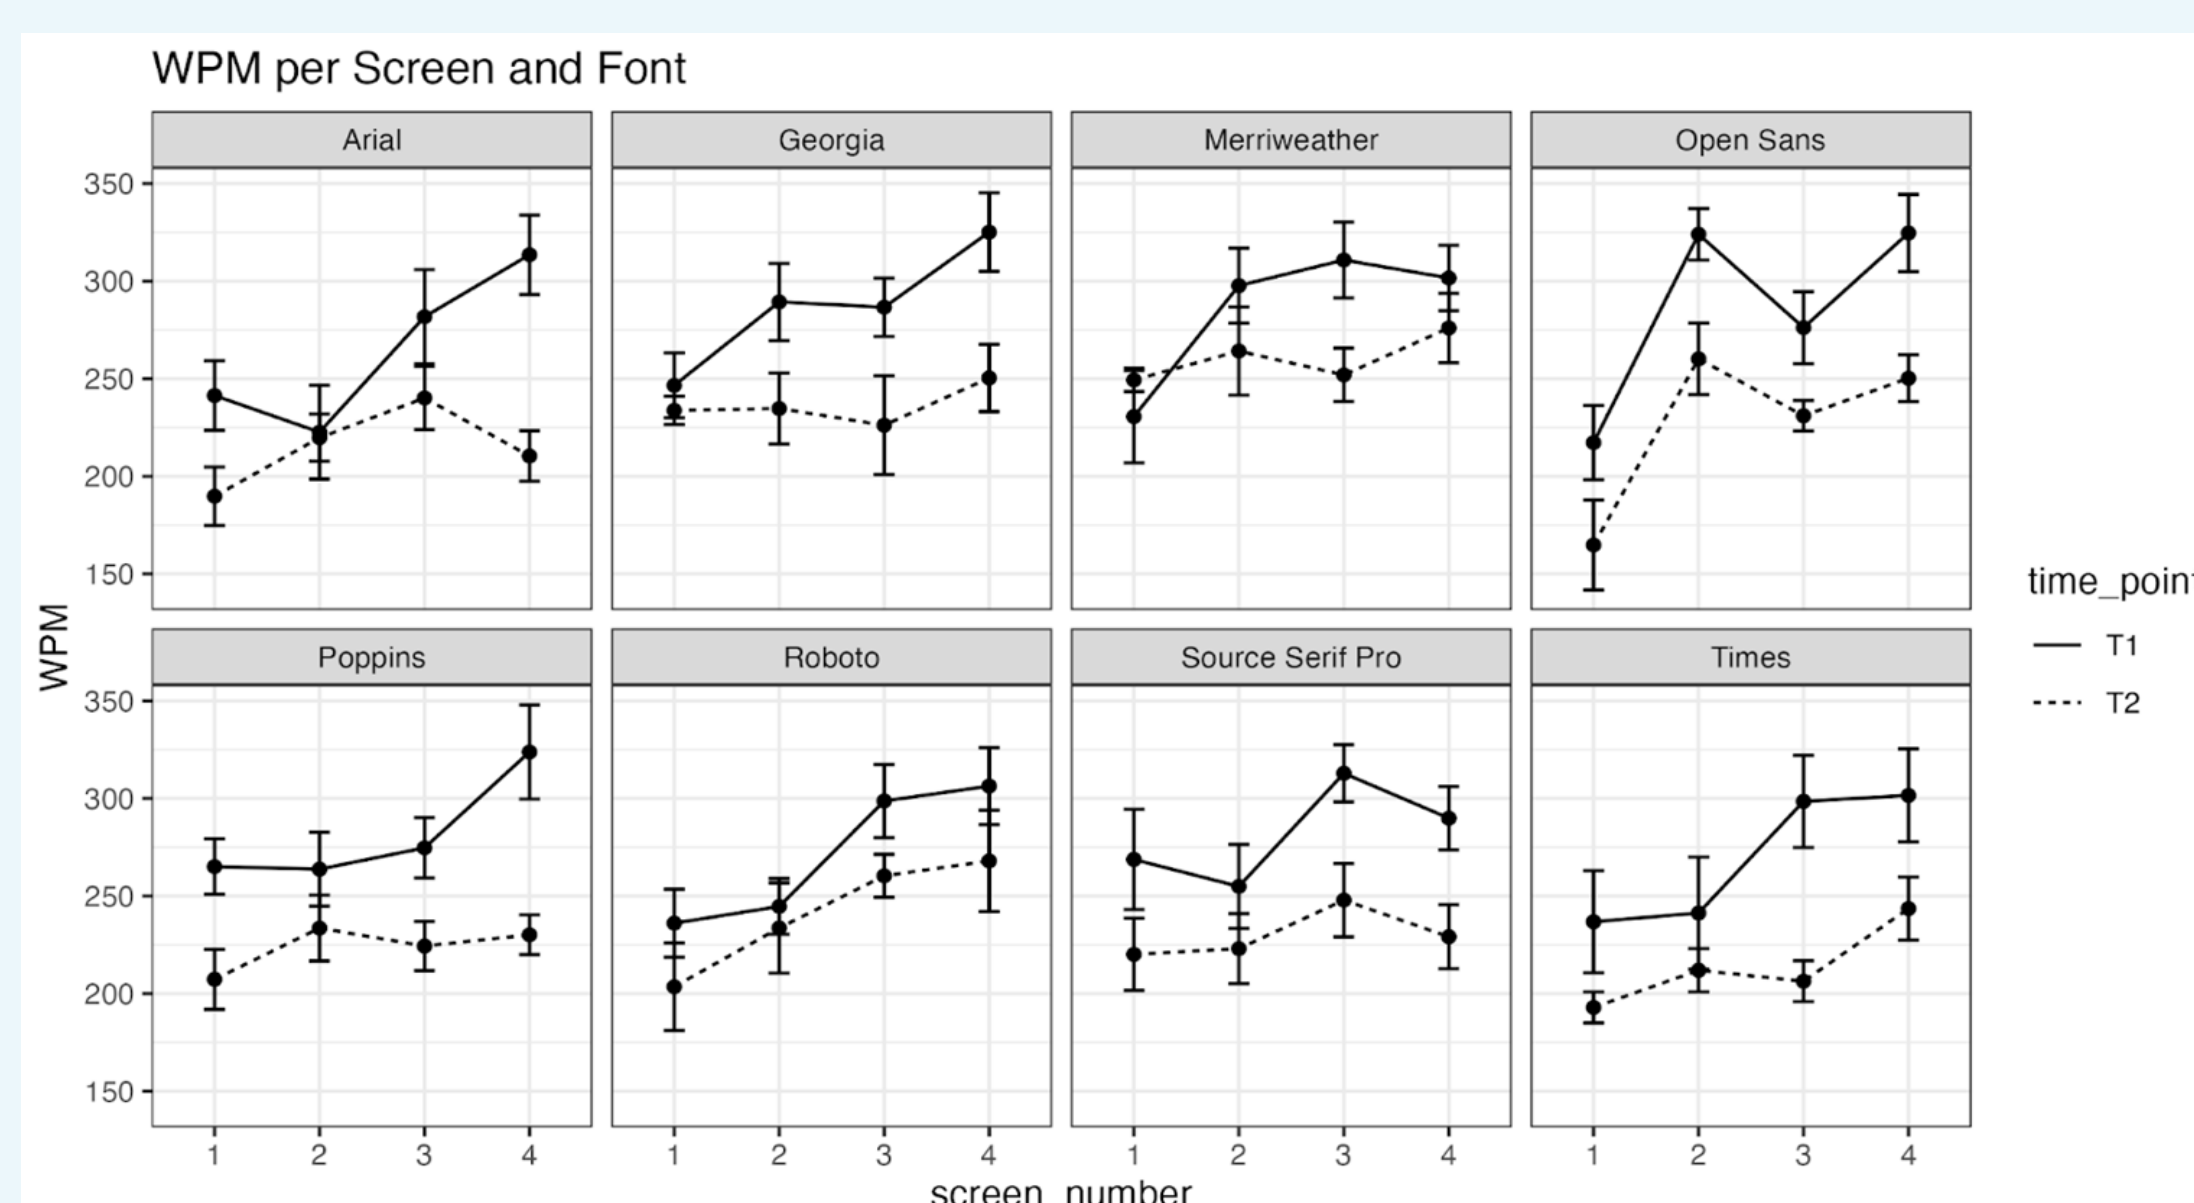 WPM per Screen and Font
Arial
Georgia
Merriweather
Open Sans
350
300
250
200
150
WPM
Poppins
Roboto
Source Serif Pro
Times
350
300
250
200
150
1 2 3 4
1 2 3 4
1 2 3 4
1 2 3 4
screen_number
time_point
T1
T2